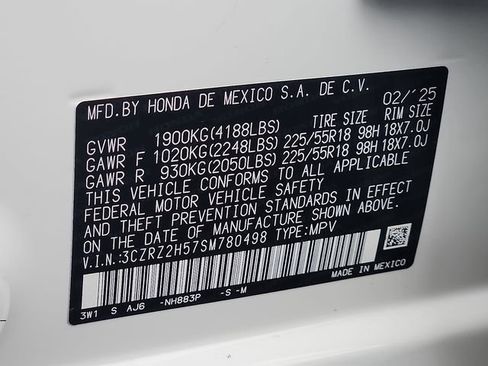 MFD. BY HONDA DE MEXICO S.A. DE C.V. 02/'25
TIRE SIZE RIM SIZE
GVWR 1900KG(4188LBS)
GAWR F 1020KG(2248LBS) 225/55R18 98H 18X7.0J
GAWR R 930KG(2050LBS) 225/55R18 98H 18X7.0J
THIS VEHICLE CONFORMS TO ALL APPLICABLE
MOTOR VEHICLE SAFETY
AND THEFT PREVENTION STANDARDS IN EFFECT
ON THE DATE OF MANUFACTURE SHOWN ABOVE.
V.I.N.:3CZRZ2H57SM780498 TYPE:MPV
MADE IN MEXICO
3W1 S AJ6 -NH883P -S -M